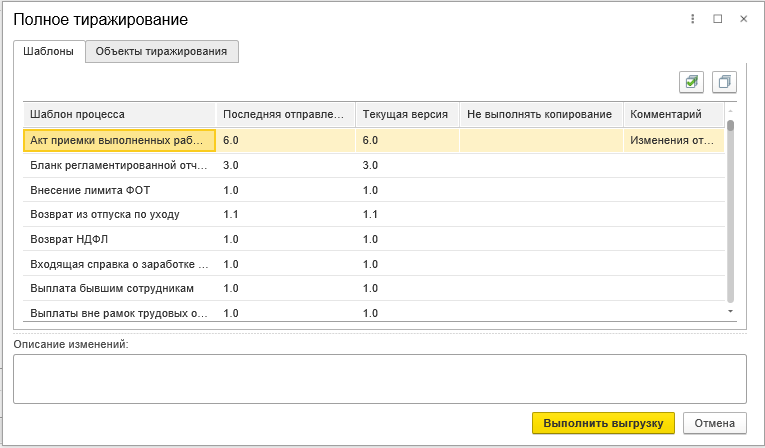 Полное тиражирование
Шаблоны Объекты тиражирования
Шаблон процесса Последняя отправле... Текущая версия Не выполнять копирование Комментарий
Акт приемки выполненных раб... 6.0 6.0 Изменения от...
Бланк регламентированной отч... 3.0 3.0
Внесение лимита ФОТ 1.0 1.0
Возврат из отпуска по уходу 1.1 1.1
Возврат НДФЛ 1.0 1.0
Входящая справка о заработке ... 1.0 1.0
Выплата бывшим сотрудникам 1.0 1.0
Выплаты вне рамок трудовых о... 1.0 1.0
Описание изменений:
Выполнить выгрузку Отмена